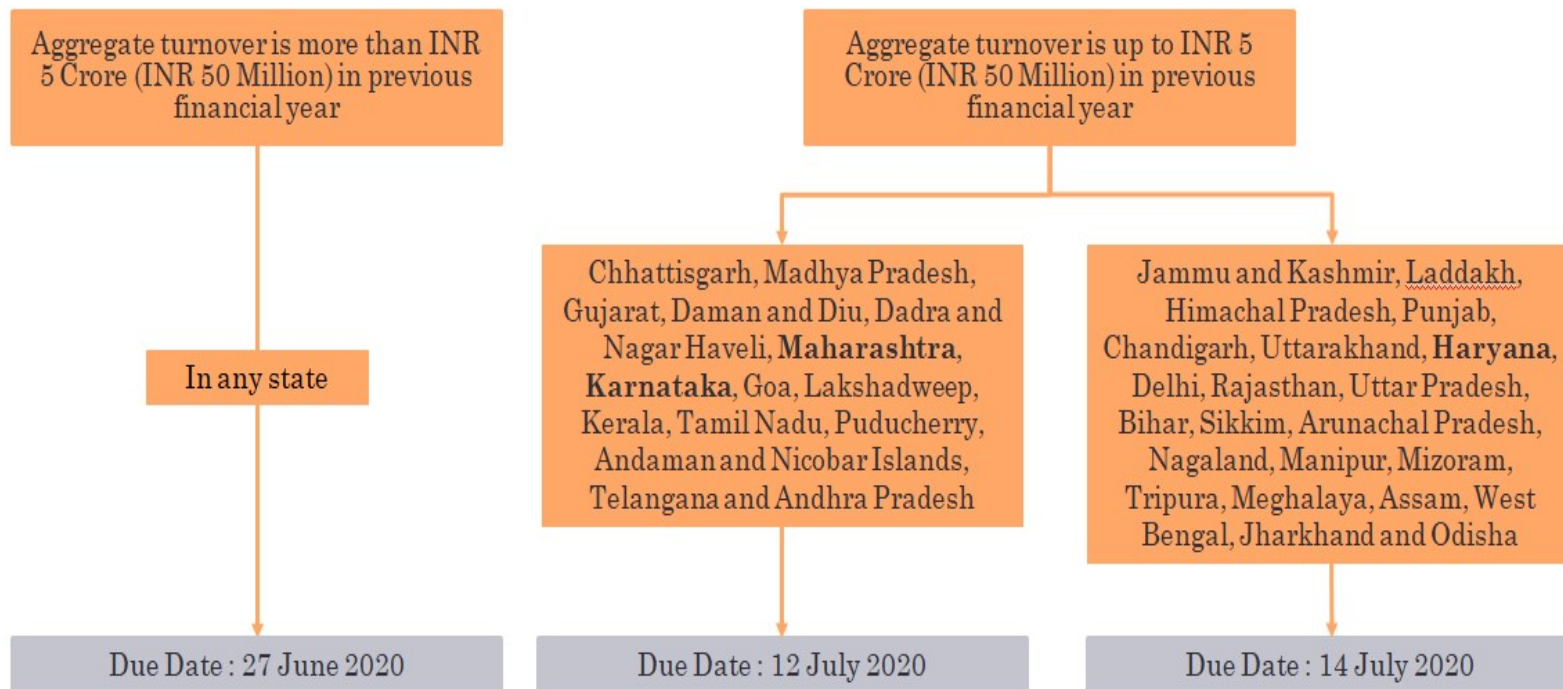 Aggregate turnover is more than INR
5 Crore (INR 50 Million) in previous
financial year
In any state
Due Date : 27 June 2020
Aggregate turnover is up to INR 5
Crore (INR 50 Million) in previous
financial year
Chhattisgarh, Madhya Pradesh,
Gujarat, Daman and Diu, Dadra and
Nagar Haveli, Maharashtra,
Karnataka, Goa, Lakshadweep,
Kerala, Tamil Nadu, Puducherry,
Andaman and Nicobar Islands,
Telangana and Andhra Pradesh
Due Date : 12 July 2020
Jammu and Kashmir, Laddakh,
Himachal Pradesh, Punjab,
Chandigarh, Uttarakhand, Haryana,
Delhi, Rajasthan, Uttar Pradesh,
Bihar, Sikkim, Arunachal Pradesh,
Nagaland, Manipur, Mizoram,
Tripura, Meghalaya, Assam, West
Bengal, Jharkhand and Odisha
Due Date : 14 July 2020